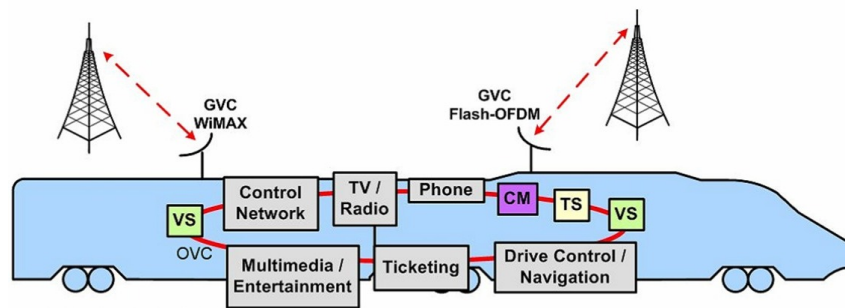 GVC
WiMAX
GVC
Flash-OFDM
Control
Network
TV /
Radio
Phone
CM
TS
VS
VS
OVC
Multimedia /
Entertainment
Ticketing
Drive Control /
Navigation